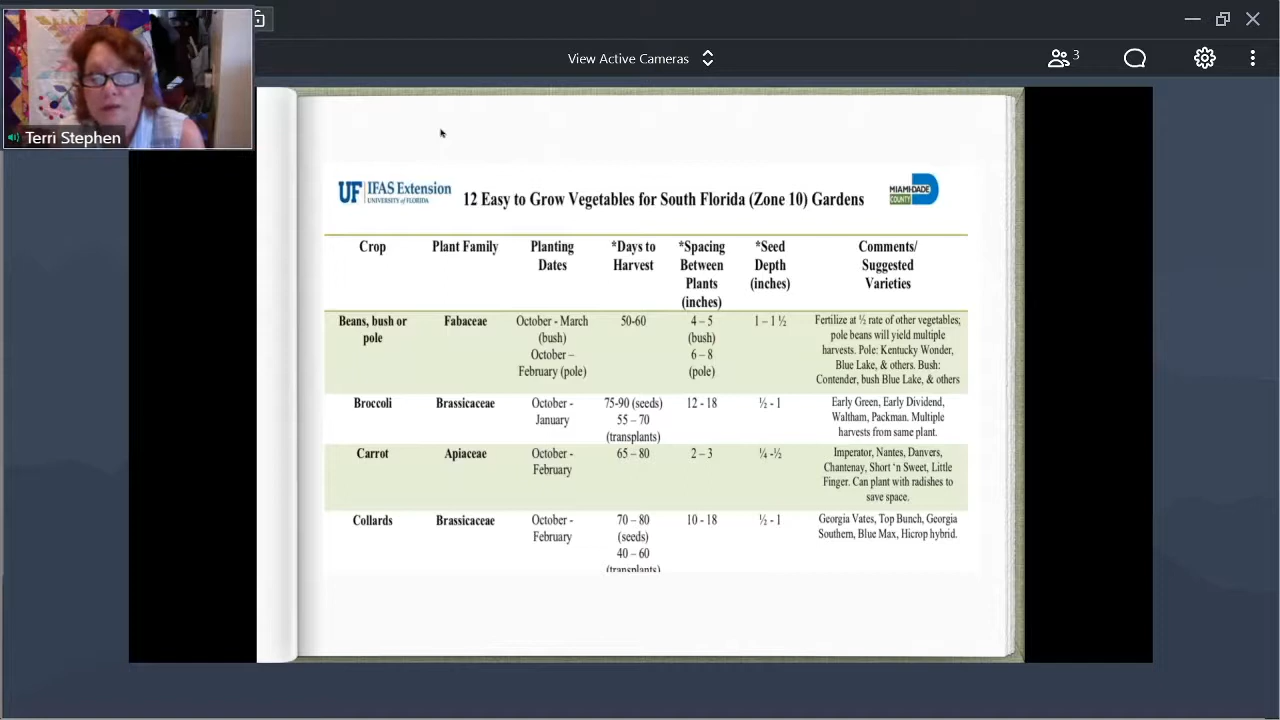 View Active Cameras
3
Terri Stephen
UF IFAS Extension
UNIVERSITY of FLORIDA
12 Easy to Grow Vegetables for South Florida (Zone 10) Gardens
MIAMI-DADE
COUNTY
Crop
Plant Family
Planting
Dates
*Days to
Harvest
*Spacing
Between
Plants
(inches)
*Seed
Depth
(inches)
Comments/
Suggested
Varieties
Beans, bush or
pole
Fabaceae
October - March
(bush)
October –
February (pole)
50-60
4 – 5
(bush)
6 – 8
(pole)
1 – 1 ½
Fertilize at ½ rate of other vegetables;
pole beans will yield multiple
harvests. Pole: Kentucky Wonder,
Blue Lake, & others. Bush:
Contender, bush Blue Lake, & others
Broccoli
Brassicaceae
October -
January
75-90 (seeds)
55 – 70
(transplants)
12 - 18
½ - 1
Early Green, Early Dividend,
Waltham, Packman. Multiple
harvests from same plant.
Carrot
Apiaceae
October -
February
65 – 80
2 – 3
¼ -½
Imperator, Nantes, Danvers,
Chantenay, Short ‘n Sweet, Little
Finger. Can plant with radishes to
save space.
Collards
Brassicaceae
October -
February
70 – 80
(seeds)
40 – 60
(transplants)
10 - 18
½ - 1
Georgia Vates, Top Bunch, Georgia
Southern, Blue Max, Hicrop hybrid.